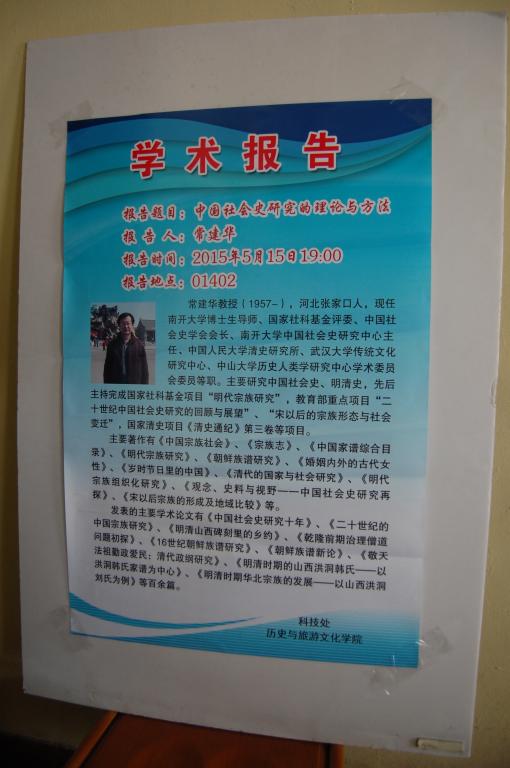 学术报告
报告题目：中国社会史研究的理论与方法
报 告 人：常建华
报告时间：2015年5月15日19:00
报告地点：01402
常建华教授（1957-），河北张家口人，现任
南开大学博士生导师、国家社科基金评委、中国社
会史学会会长、南开大学中国社会史研究中心主
任、中国人民大学清史研究所、武汉大学传统文化
研究中心、中山大学历史人类学研究中心学术委员
会委员等职。主要研究中国社会史、明清史，先后
主持完成国家社科基金项目“明代宗族研究”，教育部重点项目“二
十世纪中国社会史研究的回顾与展望”、“宋以后的宗族形态与社会
变迁”，国家清史项目《清史通纪》第三卷等项目。
主要著作有《中国宗族社会》、《宗族志》、《中国家谱综合目
录》、《明代宗族研究》、《朝鲜族谱研究》、《婚姻内外的古代女
性》、《岁时节日里的中国》、《清代的国家与社会研究》、《明代
宗族组织化研究》、《观念、史料与视野——中国社会史研究再
探》、《宋以后宗族的形成及地域比较》等。
发表的主要学术论文有《中国社会史研究十年》、《二十世纪的
中国宗族研究》、《明清山西碑刻里的乡约》、《乾隆前期治理僧道
问题初探》、《16世纪朝鲜族谱研究》、《朝鲜族谱新论》、《敬天
法祖勤政爱民：清代政纲研究》、《明清时期的山西洪洞韩氏——以
洪洞韩氏家谱为中心》、《明清时期华北宗族的发展——以山西洪洞
刘氏为例》等百余篇。
科技处
历史与旅游文化学院